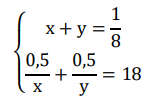 x + y = 1/8
0,5/x + 0,5/y = 18